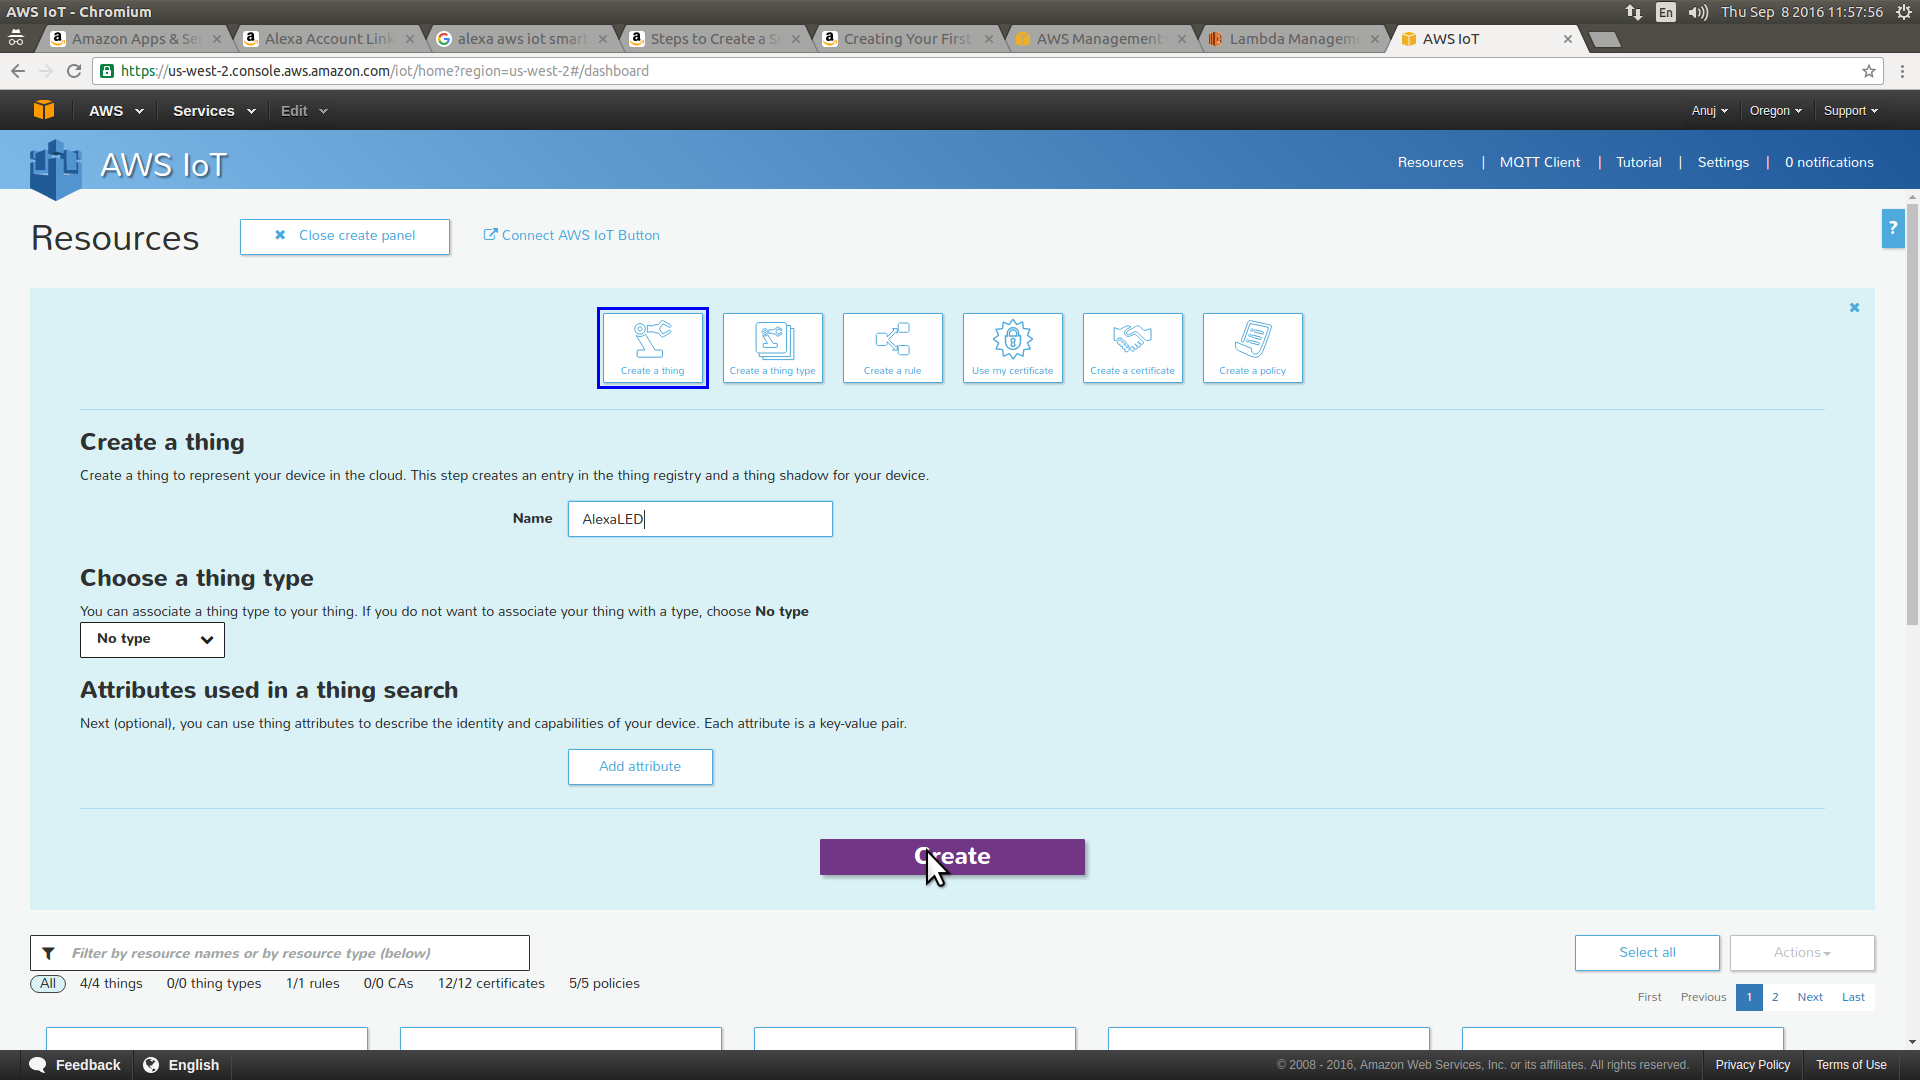 AWS IoT - Chromium
En
Thu Sep 8 2016 11:57:56
Amazon Apps & Se
Alexa Account Link
alexa aws iot smar
Steps to Create a S
Creating Your First
AWS Management
Lambda Managem
AWS IoT
https://us-west-2.console.aws.amazon.com/iot/home?region=us-west-2#/dashboard
AWS
Services
Edit
Anuj
Oregon
Support
AWS IoT
Resources | MQTT Client | Tutorial | Settings | 0 notifications
Resources
Close create panel
Connect AWS IoT Button
?
Create a thing
Create a thing type
Create a rule
Use my certificate
Create a certificate
Create a policy
Create a thing
Create a thing to represent your device in the cloud. This step creates an entry in the thing registry and a thing shadow for your device.
Name
AlexaLED
Choose a thing type
You can associate a thing type to your thing. If you do not want to associate your thing with a type, choose No type
No type
Attributes used in a thing search
Next (optional), you can use thing attributes to describe the identity and capabilities of your device. Each attribute is a key-value pair.
Add attribute
Create
Filter by resource names or by resource type (below)
Select all
Actions
All 4/4 things 0/0 thing types 1/1 rules 0/0 CAs 12/12 certificates 5/5 policies
First Previous 1 2 Next Last
Feedback
English
© 2008 - 2016, Amazon Web Services, Inc. or its affiliates. All rights reserved.
Privacy Policy
Terms of Use